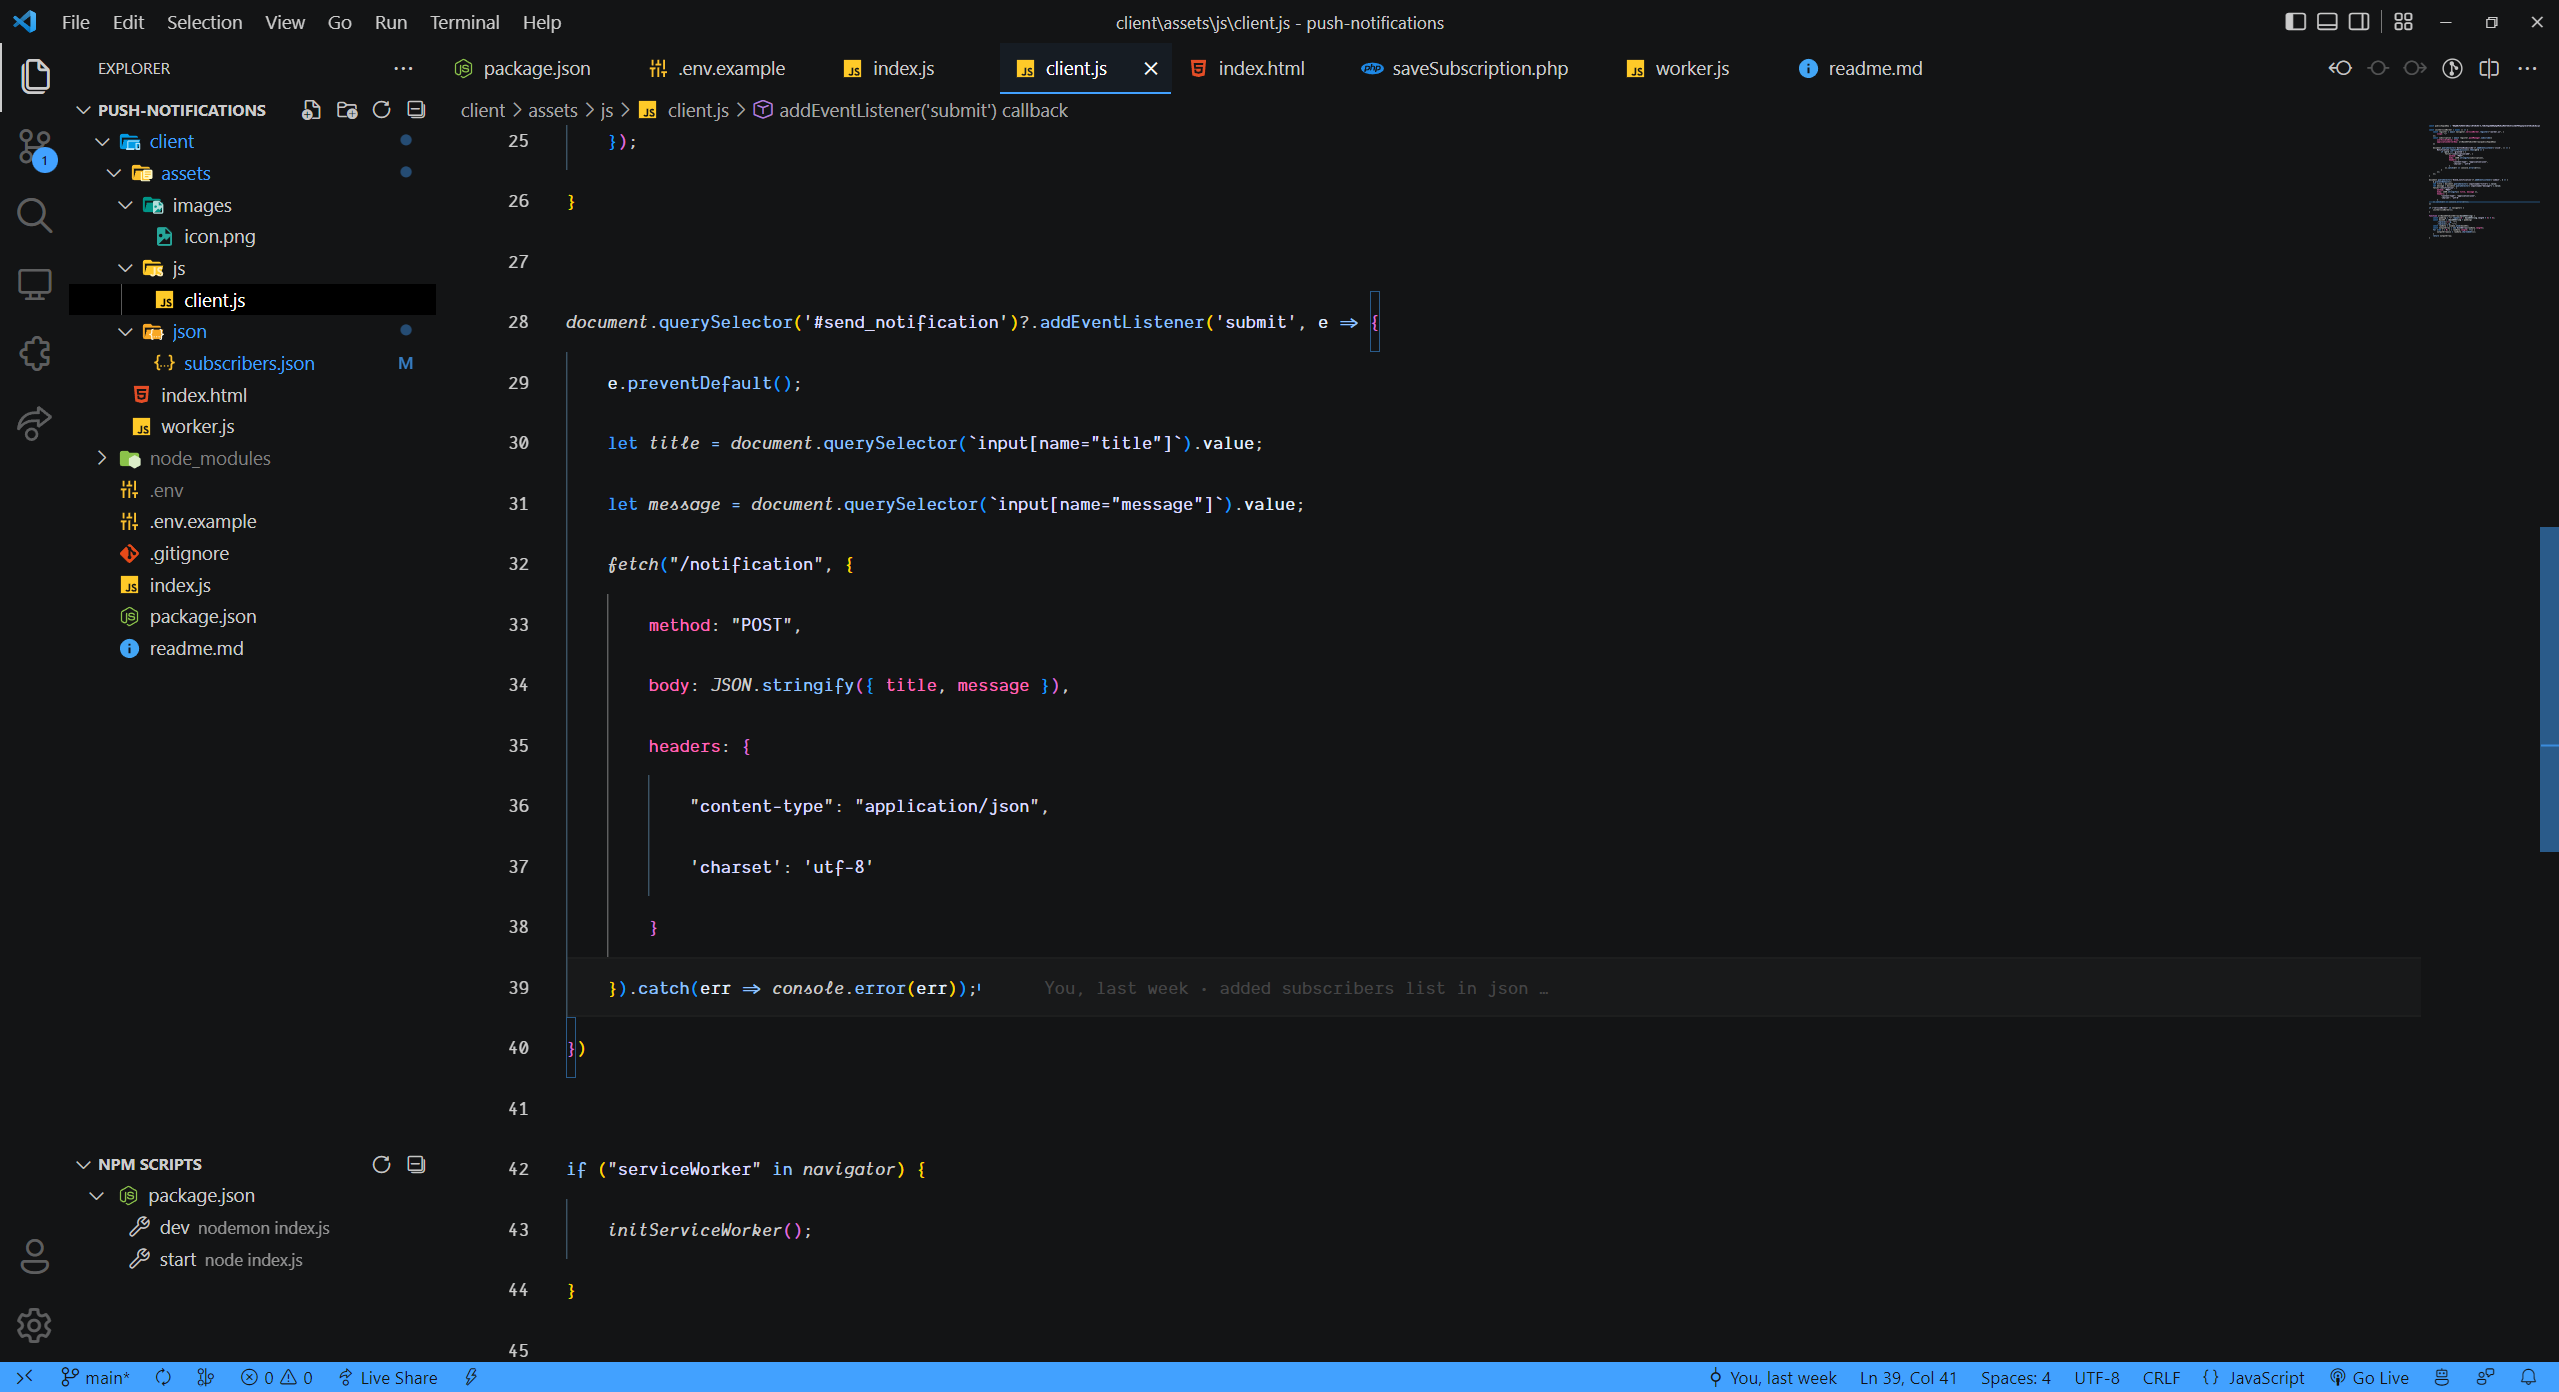 File Edit Selection View Go Run Terminal Help
client\assets\js\client.js - push-notifications
EXPLORER
package.json
.env.example
index.js
client.js
index.html
saveSubscription.php
worker.js
readme.md
PUSH-NOTIFICATIONS
client
assets
images
icon.png
js
client.js
json
subscribers.json M
index.html
worker.js
node_modules
.env
.env.example
.gitignore
index.js
package.json
readme.md
NPM SCRIPTS
package.json
dev nodemon index.js
start node index.js
1
client > assets > js > client.js > addEventListener('submit') callback
25 });
26 }
27
28 document.querySelector('#send_notification')?.addEventListener('submit', e => {
29 e.preventDefault();
30 let title = document.querySelector(`input[name="title"]`).value;
31 let message = document.querySelector(`input[name="message"]`).value;
32 fetch("/notification", {
33 method: "POST",
34 body: JSON.stringify({ title, message }),
35 headers: {
36 "content-type": "application/json",
37 'charset': 'utf-8'
38 }
39 }).catch(err => console.error(err)); You, last week · added subscribers list in json …
40 })
41
42 if ("serviceWorker" in navigator) {
43 initServiceWorker();
44 }
45
main* 0 0 Live Share
You, last week Ln 39, Col 41 Spaces: 4 UTF-8 CRLF {} JavaScript Go Live